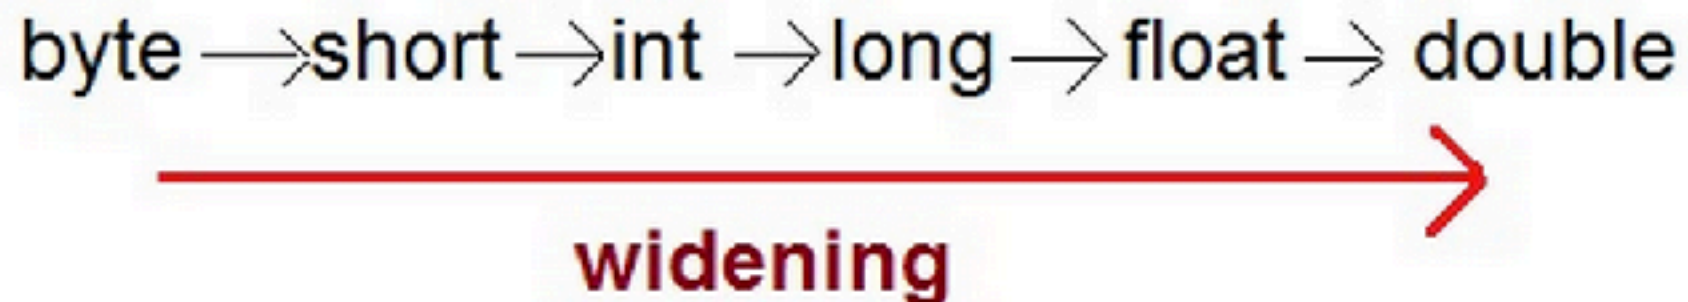 byte → short → int → long → float → double
widening